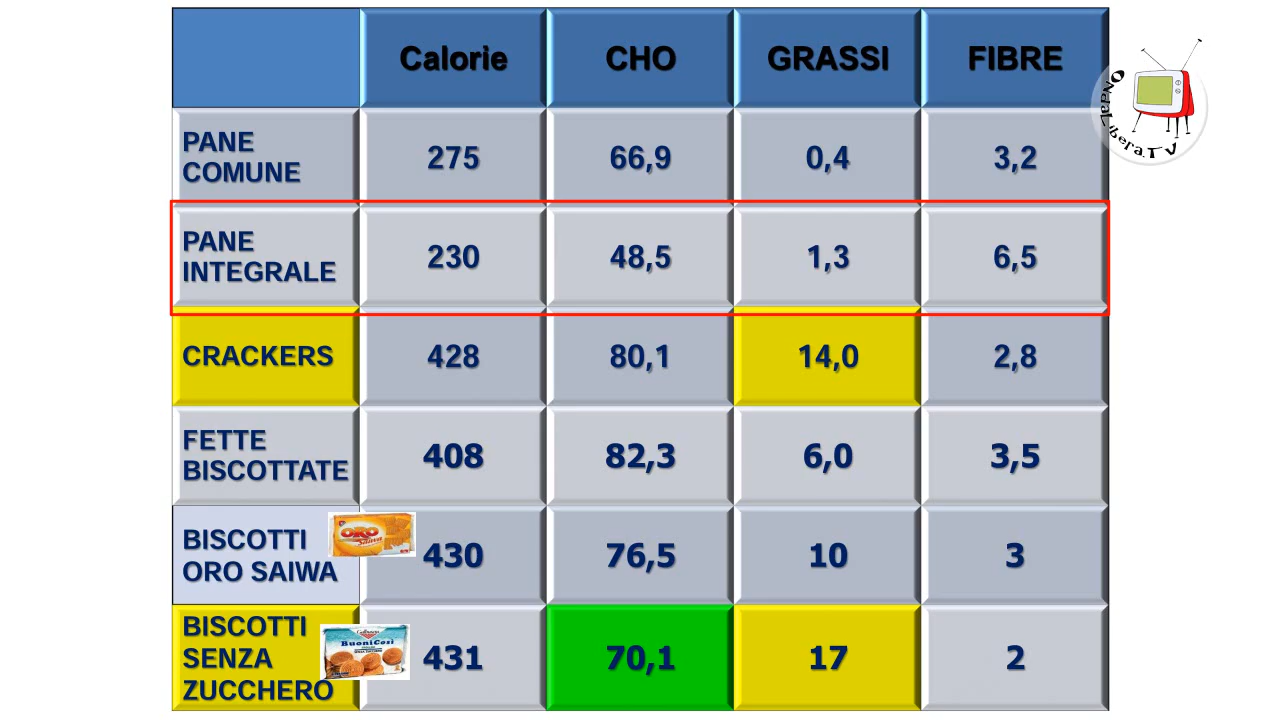 Calorie CHO GRASSI FIBRE
PANE
COMUNE
275 66,9 0,4 3,2
PANE
INTEGRALE
230 48,5 1,3 6,5
CRACKERS 428 80,1 14,0 2,8
FETTE
BISCOTTATE
408 82,3 6,0 3,5
BISCOTTI
ORO SAIWA
430 76,5 10 3
BISCOTTI
SENZA
ZUCCHERO
431 70,1 17 2
ORO
Saiwa
BuoniCosì
OndaLibera.TV